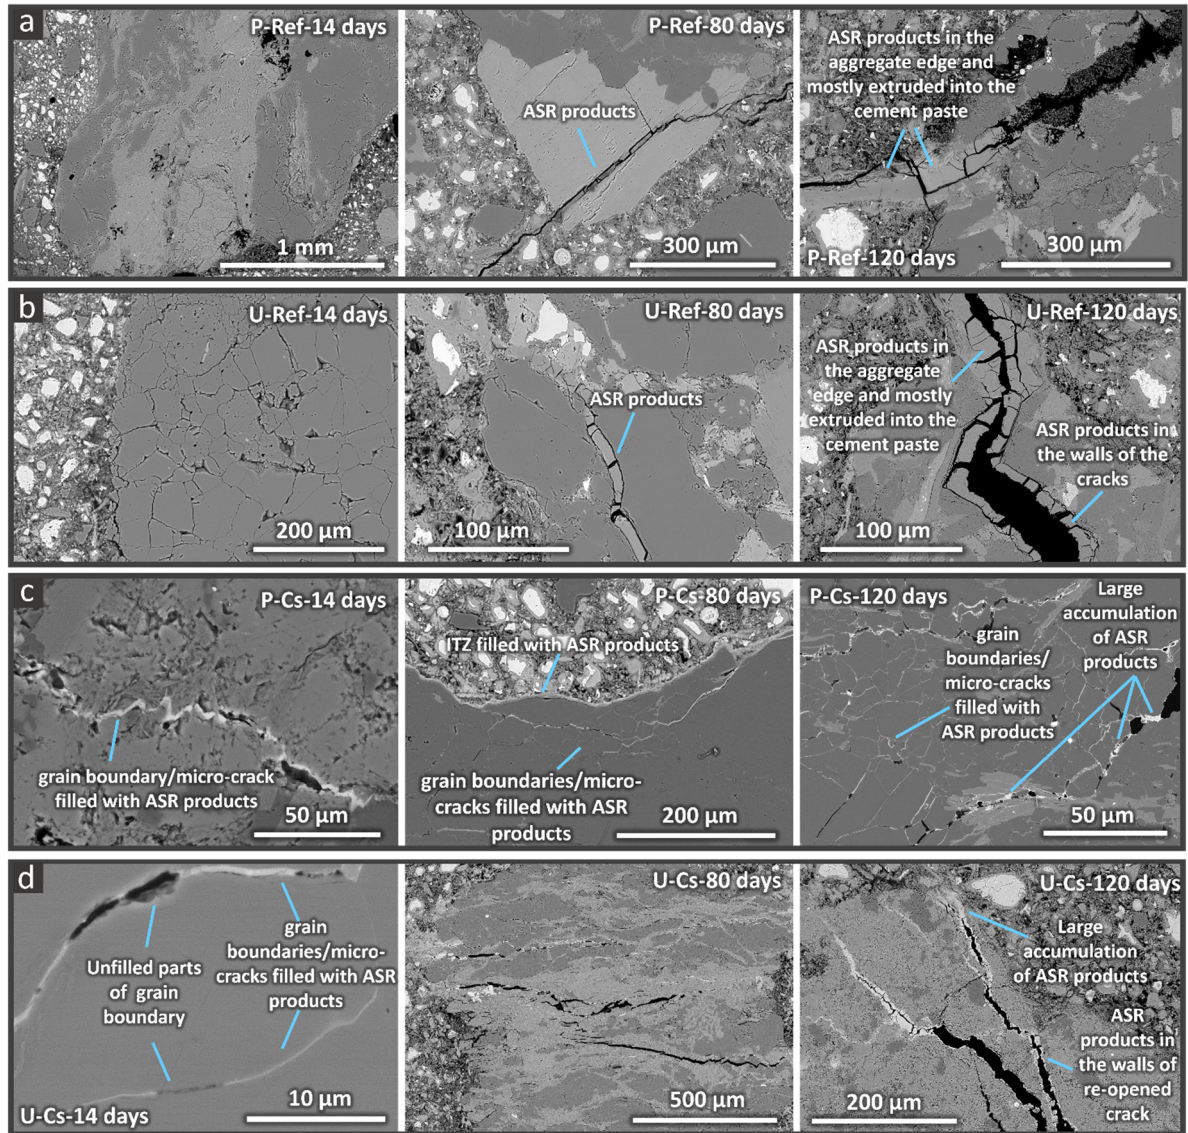 a
P-Ref-14 days
1 mm
P-Ref-80 days
ASR products
300 μm
ASR products in the
aggregate edge and
mostly extruded into the
cement paste
P-Ref-120 days
300 μm
b
U-Ref-14 days
200 μm
U-Ref-80 days
ASR products
100 μm
U-Ref-120 days
ASR products in
the aggregate
edge and mostly
extruded into the
cement paste
ASR products in
the walls of the
cracks
100 μm
c
P-Cs-14 days
grain boundary/micro-crack
filled with ASR products
50 μm
P-Cs-80 days
ITZ filled with ASR products
grain boundaries/micro-
cracks filled with ASR
products
200 μm
P-Cs-120 days
grain
boundaries/
micro-cracks
filled with
ASR products
Large
accumulation
of ASR
products
50 μm
d
Unfilled parts
of grain
boundary
grain
boundaries/micro-
cracks filled with ASR
products
U-Cs-14 days
10 μm
U-Cs-80 days
500 μm
U-Cs-120 days
Large
accumulation
of ASR products
ASR
products in
the walls of
re-opened
crack
200 μm